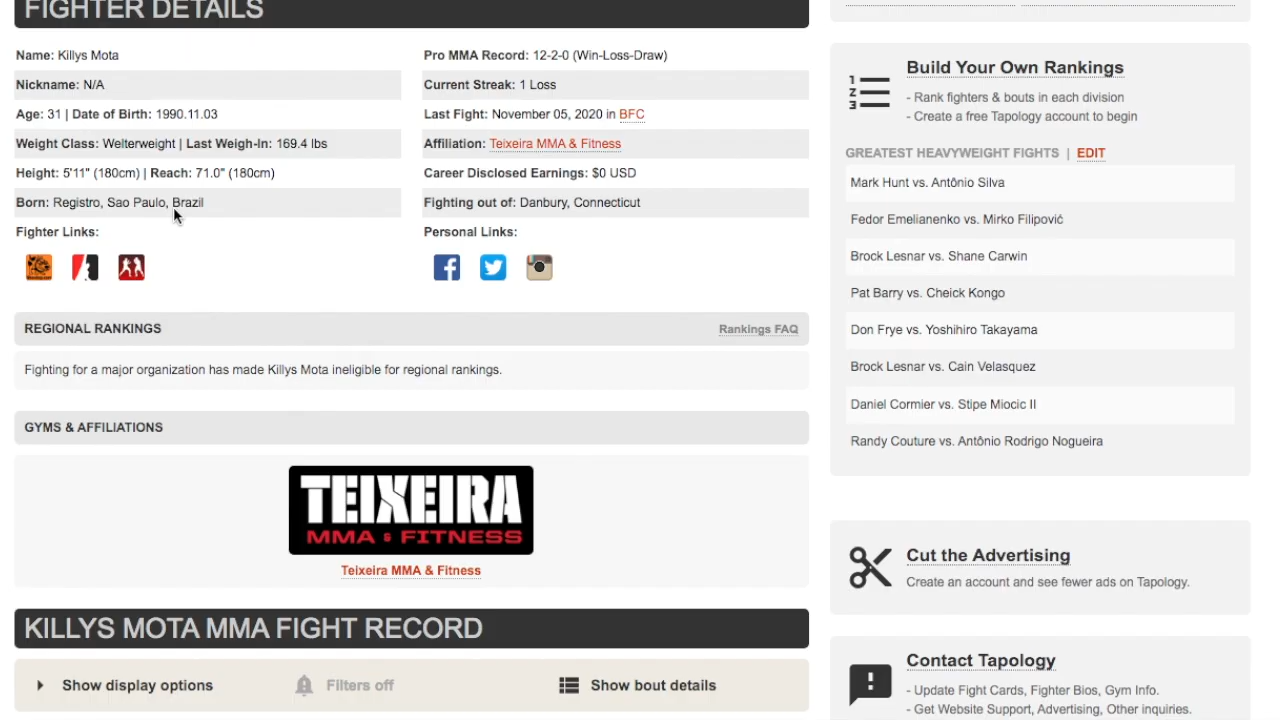 FIGHTER DETAILS
Name: Killys Mota
Pro MMA Record: 12-2-0 (Win-Loss-Draw)
Nickname: N/A
Current Streak: 1 Loss
Age: 31 | Date of Birth: 1990.11.03
Last Fight: November 05, 2020 in BFC
Weight Class: Welterweight | Last Weigh-In: 169.4 lbs
Affiliation: Teixeira MMA & Fitness
Height: 5'11" (180cm) | Reach: 71.0" (180cm)
Career Disclosed Earnings: $0 USD
Born: Registro, Sao Paulo, Brazil
Fighting out of: Danbury, Connecticut
Fighter Links:
Personal Links:
REGIONAL RANKINGS
Rankings FAQ
Fighting for a major organization has made Killys Mota ineligible for regional rankings.
GYMS & AFFILIATIONS
TEIXEIRA
MMA & FITNESS
Teixeira MMA & Fitness
KILLYS MOTA MMA FIGHT RECORD
Show display options
Filters off
Show bout details
1
2
3
Build Your Own Rankings
- Rank fighters & bouts in each division
- Create a free Tapology account to begin
GREATEST HEAVYWEIGHT FIGHTS | EDIT
Mark Hunt vs. Antônio Silva
Fedor Emelianenko vs. Mirko Filipović
Brock Lesnar vs. Shane Carwin
Pat Barry vs. Cheick Kongo
Don Frye vs. Yoshihiro Takayama
Brock Lesnar vs. Cain Velasquez
Daniel Cormier vs. Stipe Miocic II
Randy Couture vs. Antônio Rodrigo Nogueira
Cut the Advertising
Create an account and see fewer ads on Tapology.
Contact Tapology
- Update Fight Cards, Fighter Bios, Gym Info.
- Get Website Support, Advertising, Other inquiries.